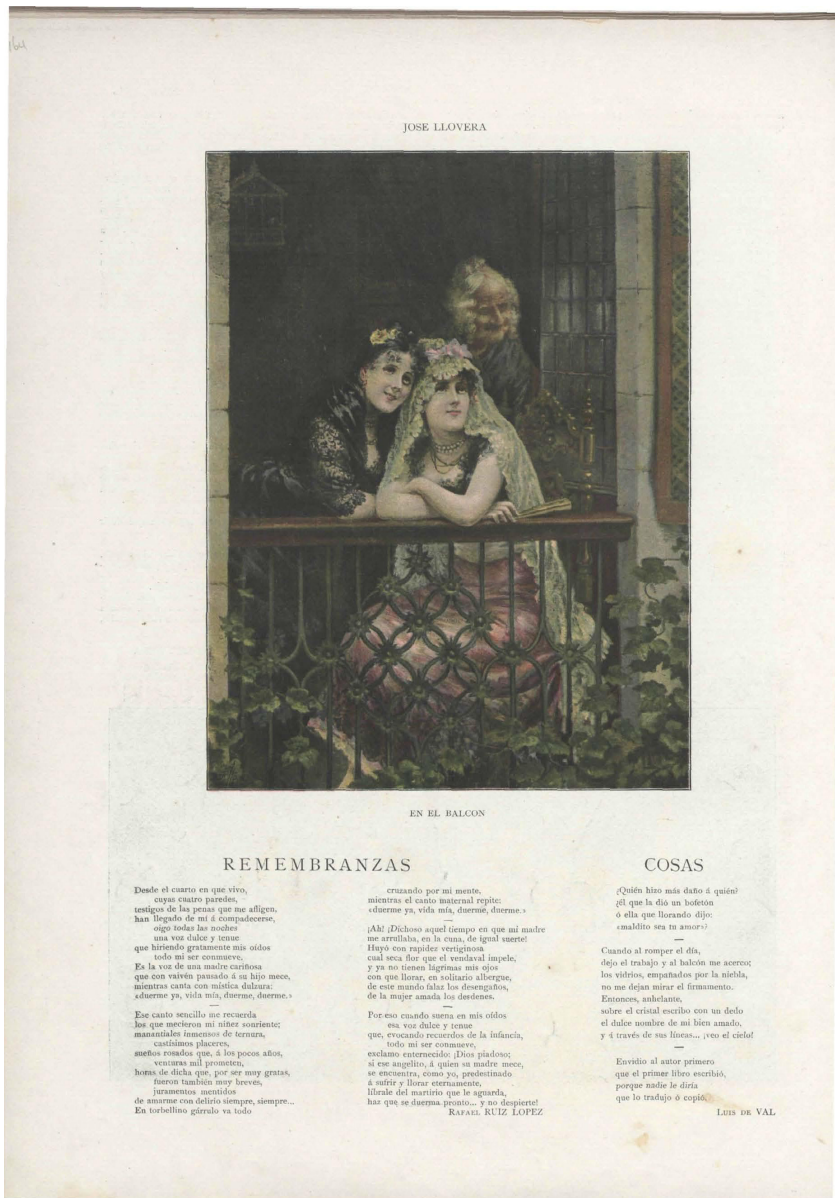 164
JOSE LLOVERA
EN EL BALCON
REMEMBRANZAS
Desde el cuarto en que vivo,
cuyas cuatro paredes,
testigos de las penas que me afligen,
han llegado de mí á compadecerse,
oigo todas las noches
una voz dulce y tenue
que hiriendo gratamente mis oídos
todo mi ser conmueve.
Es la voz de una madre cariñosa
que con vaivén pausado á su hijo mece,
mientras canta con mística dulzura:
«duerme ya, vida mía, duerme, duerme.»
Ese canto sencillo me recuerda
los que mecieron mi niñez sonriente;
manantiales inmensos de ternura,
castísimos placeres,
sueños rosados que, á los pocos años,
venturas mil prometen,
horas de dicha que, por ser muy gratas,
fueron también muy breves,
juramentos mentidos
de amarme con delirio siempre, siempre...
En torbellino gárrulo va todo
cruzando por mi mente,
mientras el canto maternal repite:
«duerme ya, vida mía, duerme, duerme.»
¡Ah! ¡Dichoso aquel tiempo en que mi madre
me arrullaba, en la cuna, de igual suerte!
Huyó con rapidez vertiginosa
cual seca flor que el vendaval impele,
y ya no tienen lágrimas mis ojos
con que llorar, en solitario albergue,
de este mundo falaz los desengaños,
de la mujer amada los desdenes.
Por eso cuando suena en mis oídos
esa voz dulce y tenue
que, evocando recuerdos de la infancia,
todo mi ser conmueve,
exclamo enternecido: ¡Dios piadoso;
si ese angelito, á quien su madre mece,
se encuentra, como yo, predestinado
á sufrir y llorar eternamente,
líbrale del martirio que le aguarda,
haz que se duerma pronto... y no despierte!
RAFAEL RUIZ LOPEZ
COSAS
¿Quién hizo más daño á quién?
¿él que la dió un bofetón
ó ella que llorando dijo:
«maldito sea tu amor»?
Cuando al romper el día,
dejo el trabajo y al balcón me acerco;
los vidrios, empañados por la niebla,
no me dejan mirar el firmamento.
Entonces, anhelante,
sobre el cristal escribo con un dedo
el dulce nombre de mi bien amado,
y á través de sus líneas... ¡veo el cielo!
Envidio al autor primero
que el primer libro escribió,
porque nadie le diría
que lo tradujo ó copió.
LUIS DE VAL